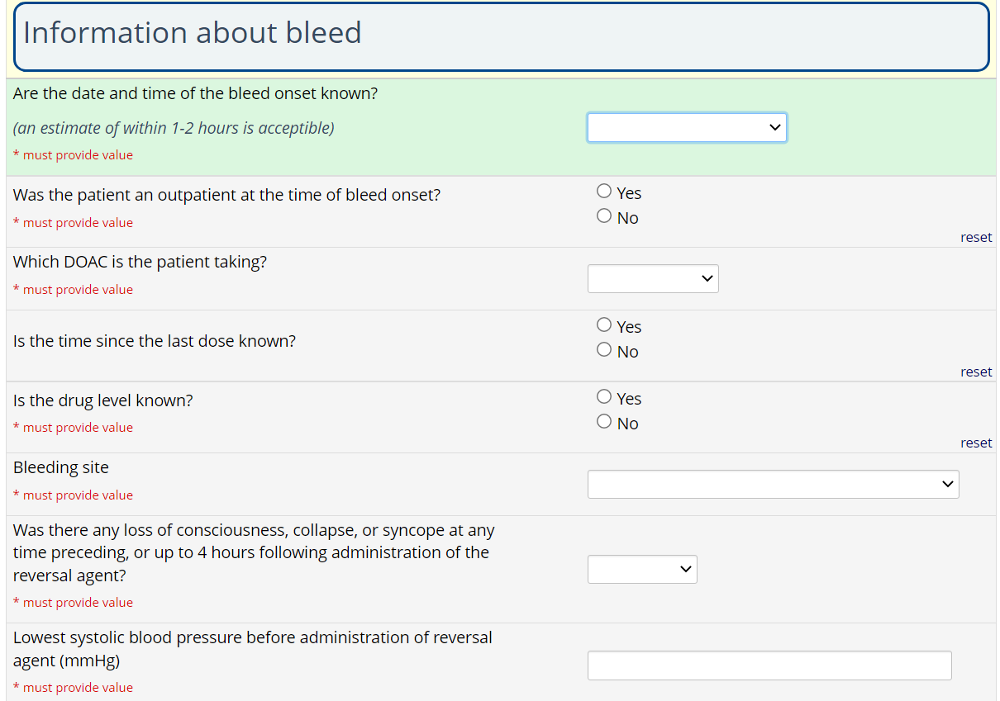 Information about bleed
Are the date and time of the bleed onset known?
(an estimate of within 1-2 hours is acceptible)
* must provide value
Was the patient an outpatient at the time of bleed onset?
* must provide value
Yes
No
reset
Which DOAC is the patient taking?
* must provide value
Is the time since the last dose known?
Yes
No
reset
Is the drug level known?
* must provide value
Yes
No
reset
Bleeding site
* must provide value
Was there any loss of consciousness, collapse, or syncope at any
time preceding, or up to 4 hours following administration of the
reversal agent?
* must provide value
Lowest systolic blood pressure before administration of reversal
agent (mmHg)
* must provide value